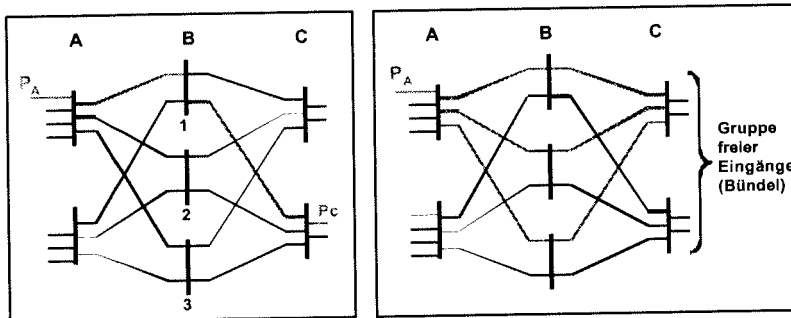 A B C
P_A
1
2
Pc
3
A B C
P_A
Gruppe
freier
Eingänge
(Bündel)